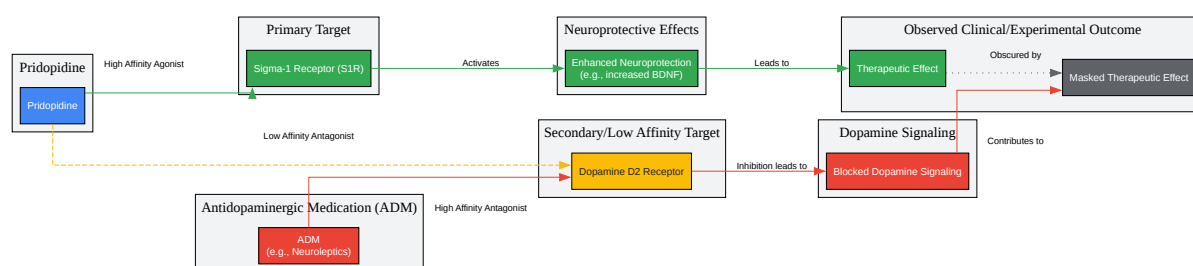 Primary Target
Neuroprotective Effects
Observed Clinical/Experimental Outcome
Pridopidine
High Affinity Agonist
Sigma-1 Receptor (S1R)
Activates
Enhanced Neuroprotection
(e.g., increased BDNF)
Leads to
Therapeutic Effect
Obscured by
Masked Therapeutic Effect
Pridopidine
Low Affinity Antagonist
Secondary/Low Affinity Target
Dopamine Signaling
Contributes to
Dopamine D2 Receptor
Inhibition leads to
Blocked Dopamine Signaling
Antidopaminergic Medication (ADM)
High Affinity Antagonist
ADM
(e.g., Neuroleptics)